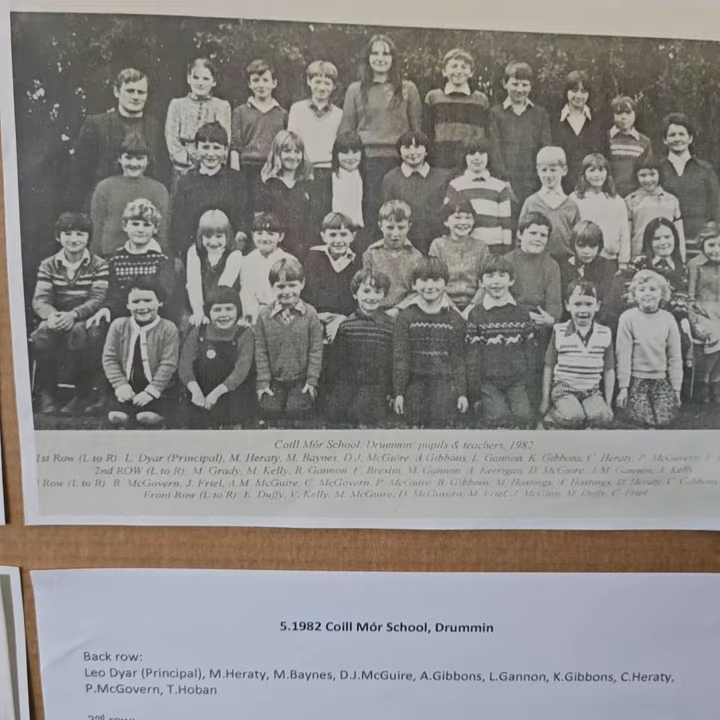 Coill Mór School, Drummin, pupils & teachers, 1982
1st Row (L to R): L. Dyar (Principal), M. Heraty, M. Baynes, D.J. McGuire, A Gibbons, L. Gannon, K. Gibbons, C. Heraty, P. McGovern,
2nd ROW (L to R): M. Grady, M. Kelly, R. Gannon, F. Breslin, M. Gannon, A. Kerrigan, D. McGuire, A.M. Gannon, A. Kelly
Row (L to R): R. McGovern, J. Friel, A.M. McGuire, C. McGovern, P. McGuire, B. Gibbons, M. Hastings, A. Hastings, D. Heraty, C. Gibbons
Front Row (L to R): K. Duffy, V. Kelly, M. McGuire, D. McGovern, M. Friel, J. McGing, M. Duffy, C. Friel
5.1982 Coill Mór School, Drummin
Back row:
Leo Dyar (Principal), M.Heraty, M.Baynes, D.J.McGuire, A.Gibbons, L.Gannon, K.Gibbons, C.Heraty,
P.McGovern, T.Hoban
2nd row: